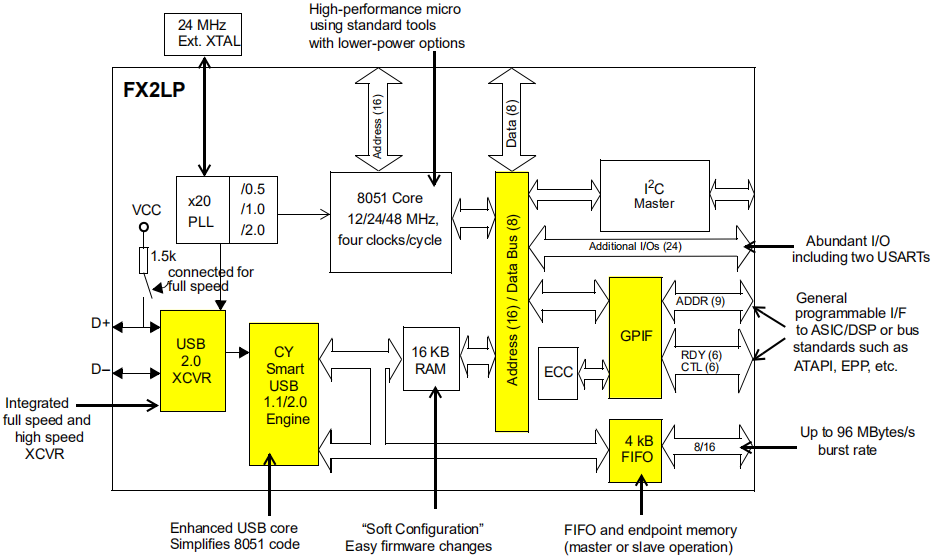 High-performance micro
using standard tools
with lower-power options
24 MHz
Ext. XTAL
FX2LP
Address (16)
Data (8)
x20
PLL
/0.5
/1.0
/2.0
8051 Core
12/24/48 MHz,
four clocks/cycle
I2C
Master
VCC
1.5k
connected for
full speed
Address (16) / Data Bus (8)
Additional I/Os (24)
Abundant I/O
including two USARTs
D+
D–
USB
2.0
XCVR
CY
Smart
USB
1.1/2.0
Engine
16 KB
RAM
ECC
GPIF
ADDR (9)
RDY (6)
CTL (6)
General
programmable I/F
to ASIC/DSP or bus
standards such as
ATAPI, EPP, etc.
Integrated
full speed and
high speed
XCVR
4 kB
FIFO
8/16
Up to 96 MBytes/s
burst rate
Enhanced USB core
Simplifies 8051 code
“Soft Configuration”
Easy firmware changes
FIFO and endpoint memory
(master or slave operation)